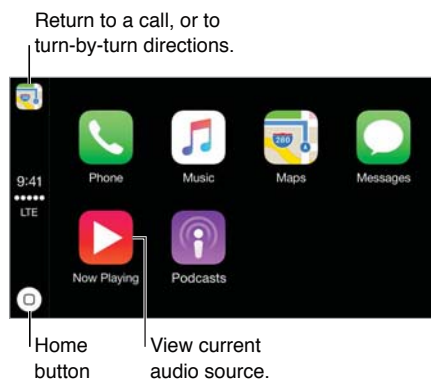 Return to a call, or to
turn-by-turn directions.
280
Phone
Music
Maps
Messages
9:41
LTE
Now Playing
Podcasts
Home
button
View current
audio source.